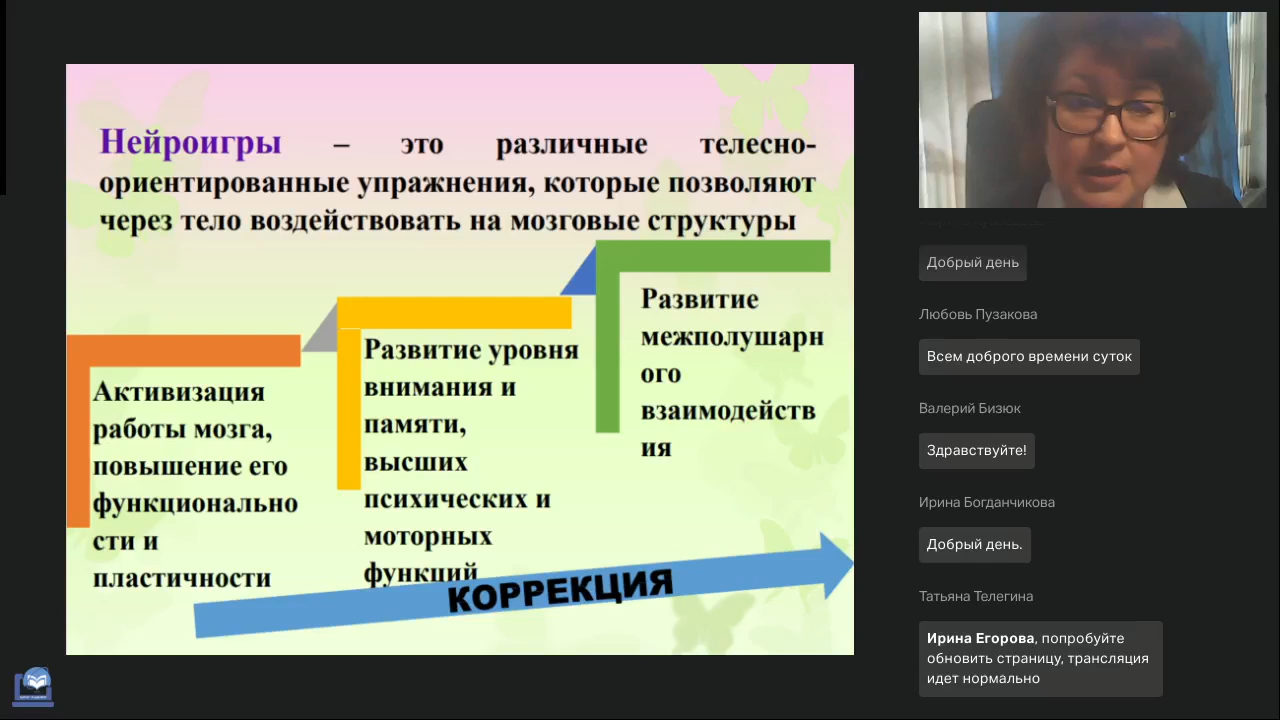 Нейроигры – это различные телесно-
ориентированные упражнения, которые позволяют
через тело воздействовать на мозговые структуры
Активизация
работы мозга,
повышение его
функционально
сти и
пластичности
Развитие уровня
внимания и
памяти,
высших
психических и
моторных
функций
Развитие
межполушарн
ого
взаимодейств
ия
КОРРЕКЦИЯ
Добрый день
Любовь Пузакова
Всем доброго времени суток
Валерий Бизюк
Здравствуйте!
Ирина Богданчикова
Добрый день.
Татьяна Телегина
Ирина Егорова, попробуйте
обновить страницу, трансляция
идет нормально